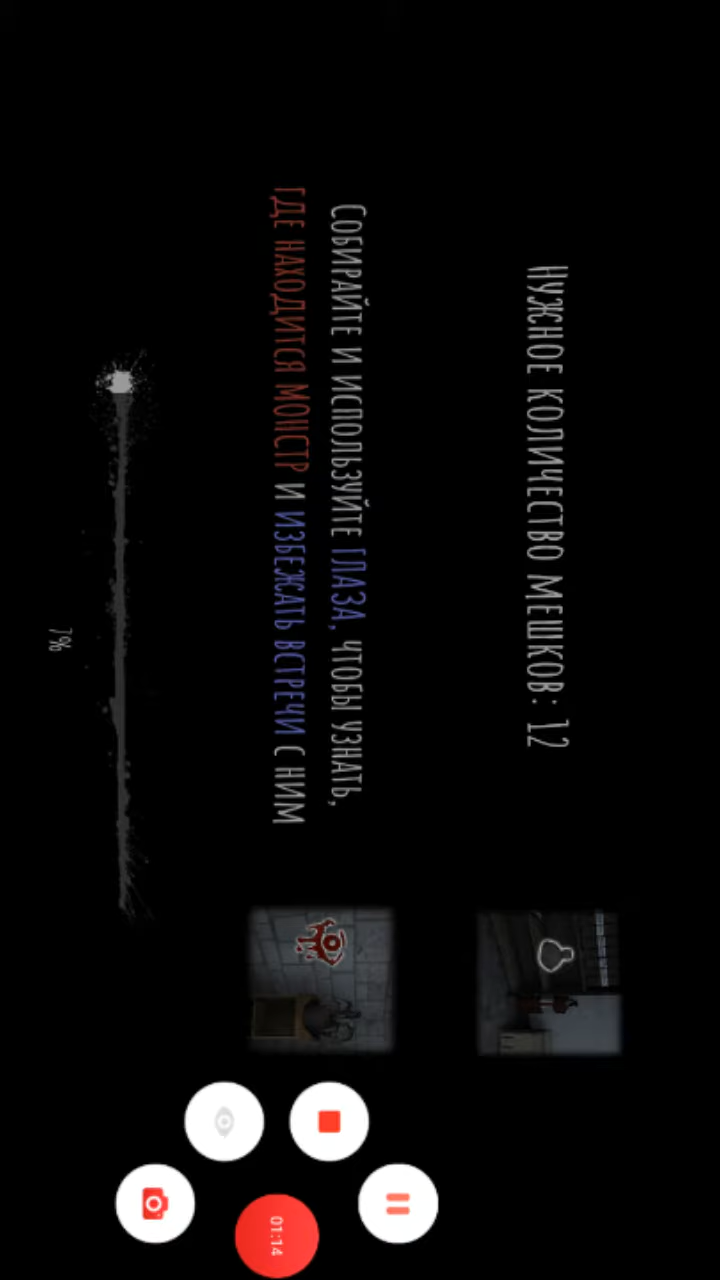 НУЖНОЕ КОЛИЧЕСТВО МЕШКОВ: 12
СОБИРАЙТЕ И ИСПОЛЬЗУЙТЕ ГЛАЗА, ЧТОБЫ УЗНАТЬ,
ГДЕ НАХОДИТСЯ МОНСТР И ИЗБЕЖАТЬ ВСТРЕЧИ С НИМ
7%
01:14